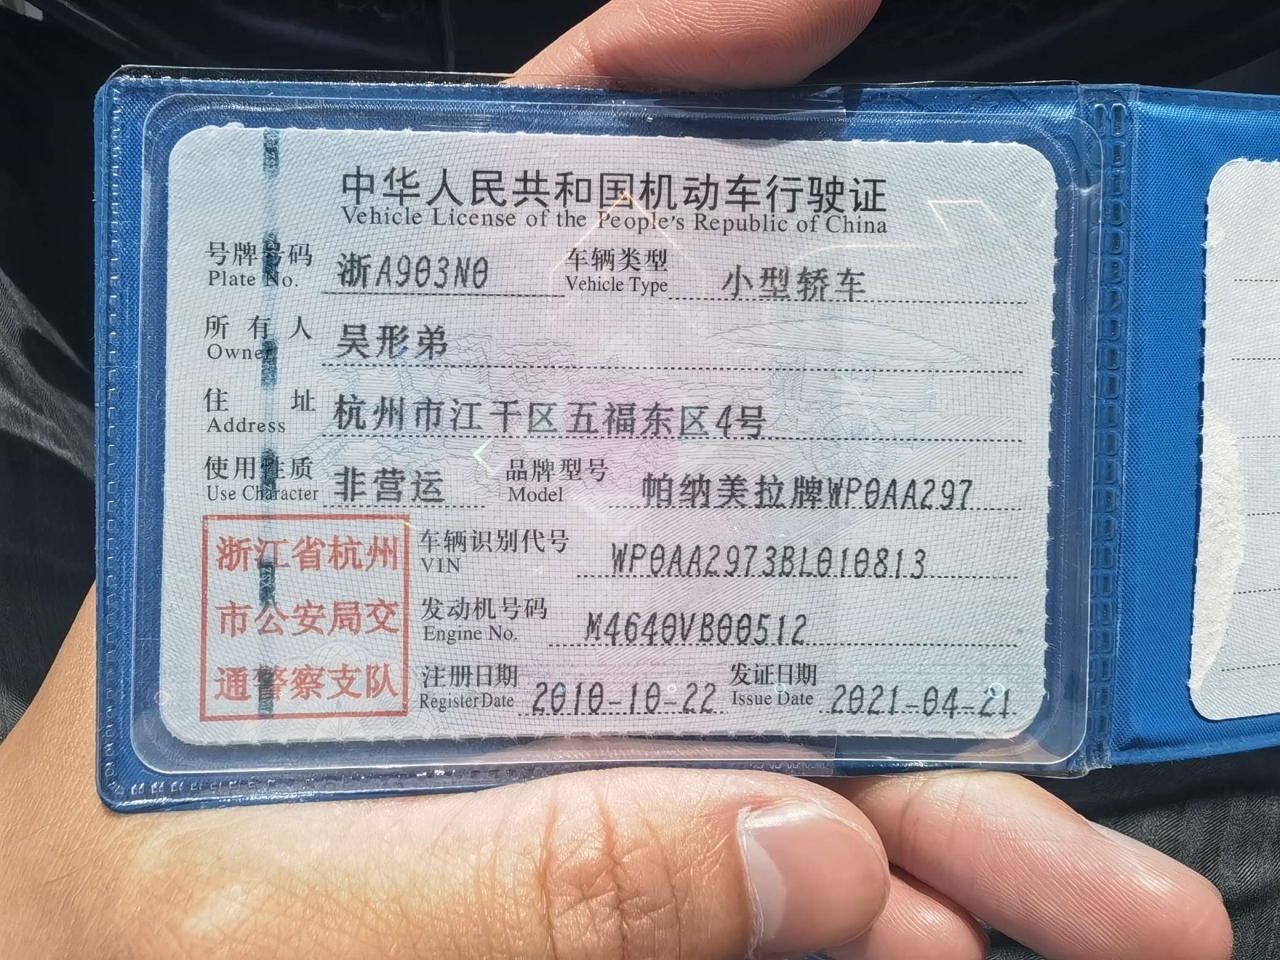 中华人民共和国机动车行驶证
Vehicle License of the People's Republic of China
号牌号码 浙A903N0 车辆类型 小型轿车
Plate No. Vehicle Type
所有人 吴形弟
Owner
住址 杭州市江干区五福东区4号
Address
使用性质 非营运 品牌型号 帕纳美拉牌WP0AA297
Use Character Model
浙江省杭州
市公安局交
通警察支队
车辆识别代号 WP0AA2973BL010813
VIN
发动机号码 M4640VB00512
Engine No.
注册日期 2010-10-22 发证日期 2021-04-21
Register Date Issue Date